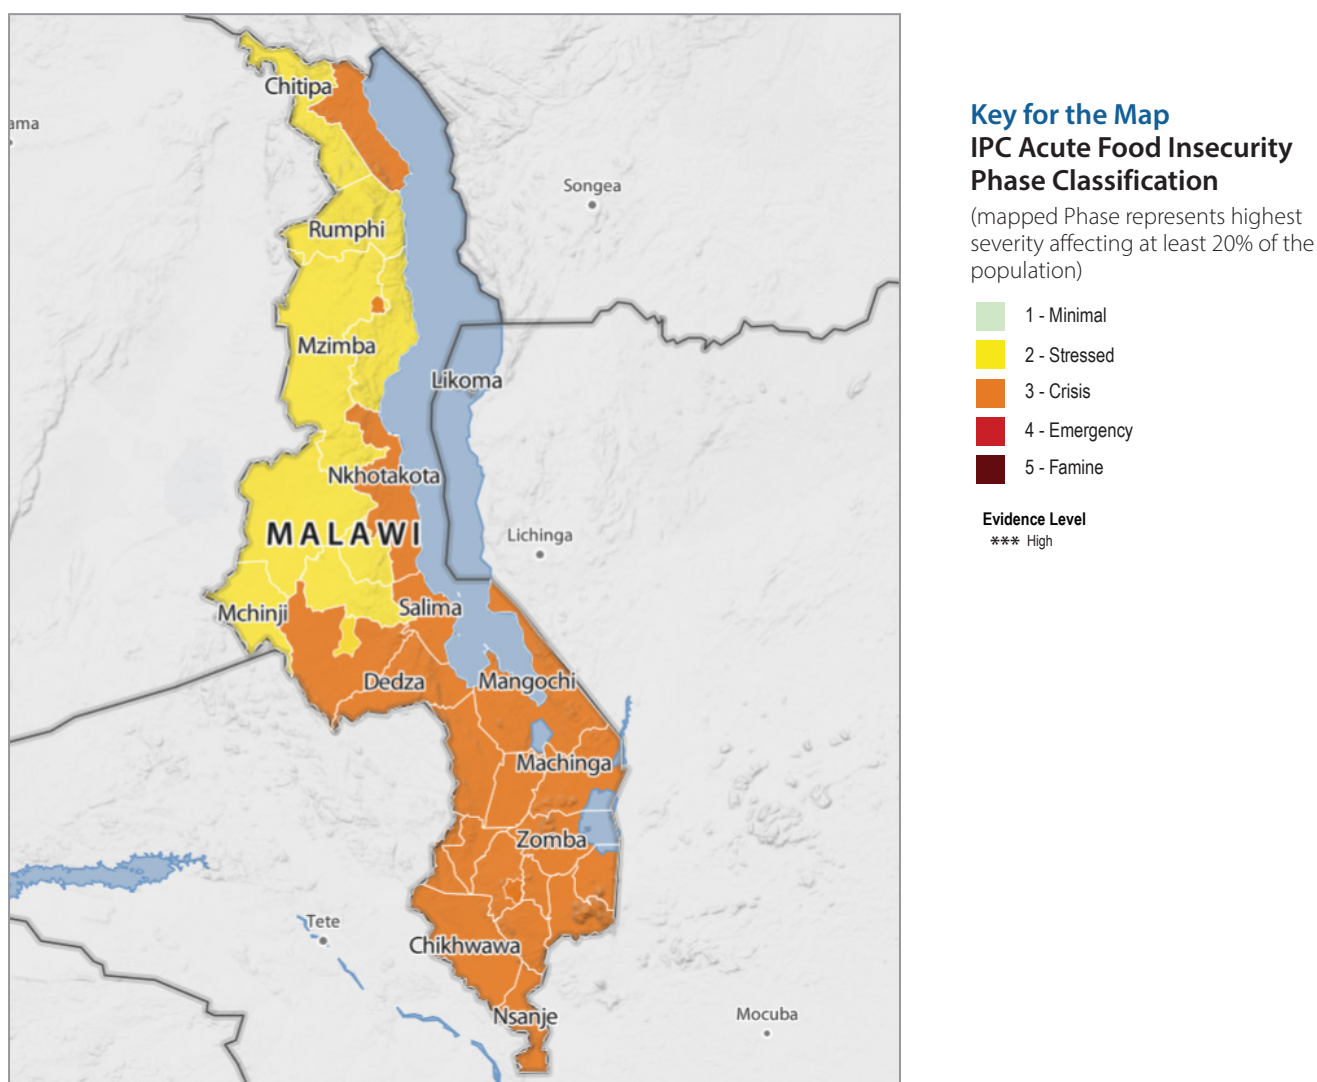 Chitipa
ama
Songea
Rumphi
Mzimba
Likoma
Nkhotakota
MALAWI
Lichinga
Mchinji
Salima
Dedza
Mangochi
Machinga
Zomba
Tete
Chikhwawa
Nsanje
Mocuba
Key for the Map
IPC Acute Food Insecurity
Phase Classification
(mapped Phase represents highest
severity affecting at least 20% of the
population)
1 - Minimal
2 - Stressed
3 - Crisis
4 - Emergency
5 - Famine
Evidence Level
*** High